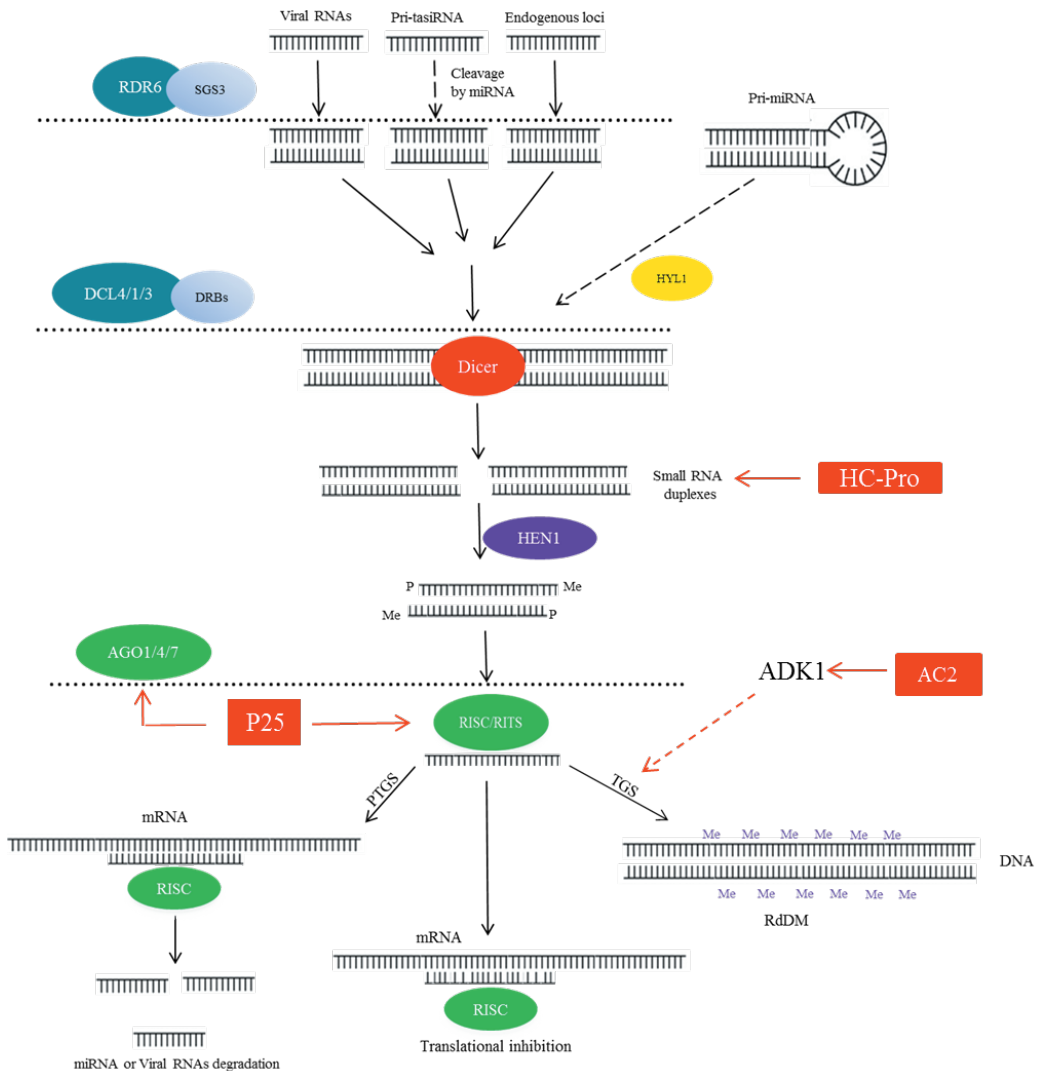 Viral RNAs
Pri-tasiRNA
Endogenous loci
RDR6
SGS3
Cleavage
by miRNA
Pri-miRNA
HYL1
DCL4/1/3
DRBs
Dicer
Small RNA
duplexes
HC-Pro
HEN1
P
Me
Me
P
AGO1/4/7
ADK1
AC2
P25
RISC/RITS
PTGS
TGS
mRNA
Me Me Me Me Me Me
DNA
RISC
Me Me Me Me Me Me
RdDM
mRNA
RISC
Translational inhibition
miRNA or Viral RNAs degradation